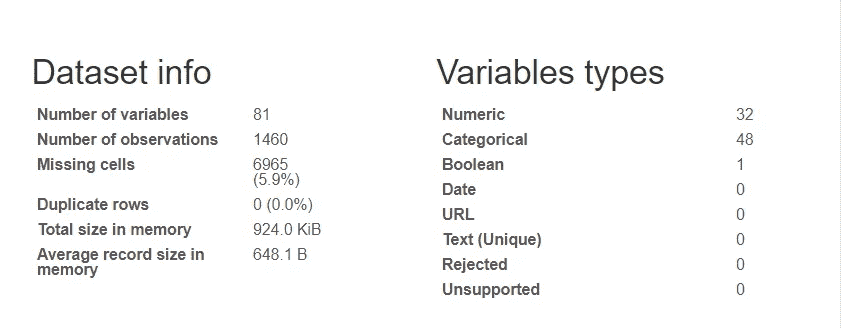 Dataset info
Number of variables 81
Number of observations 1460
Missing cells 6965
(5.9%)
Duplicate rows 0 (0.0%)
Total size in memory 924.0 KiB
Average record size in 648.1 B
memory
Variables types
Numeric 32
Categorical 48
Boolean 1
Date 0
URL 0
Text (Unique) 0
Rejected 0
Unsupported 0